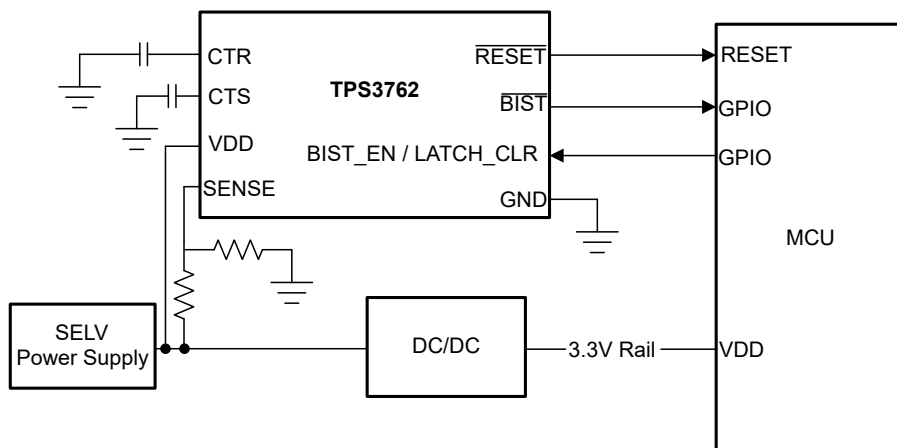 CTR
CTS
VDD
SENSE
TPS3762
RESET
BIST
BIST_EN / LATCH_CLR
GND
RESET
GPIO
GPIO
MCU
VDD
SELV
Power Supply
DC/DC
3.3V Rail